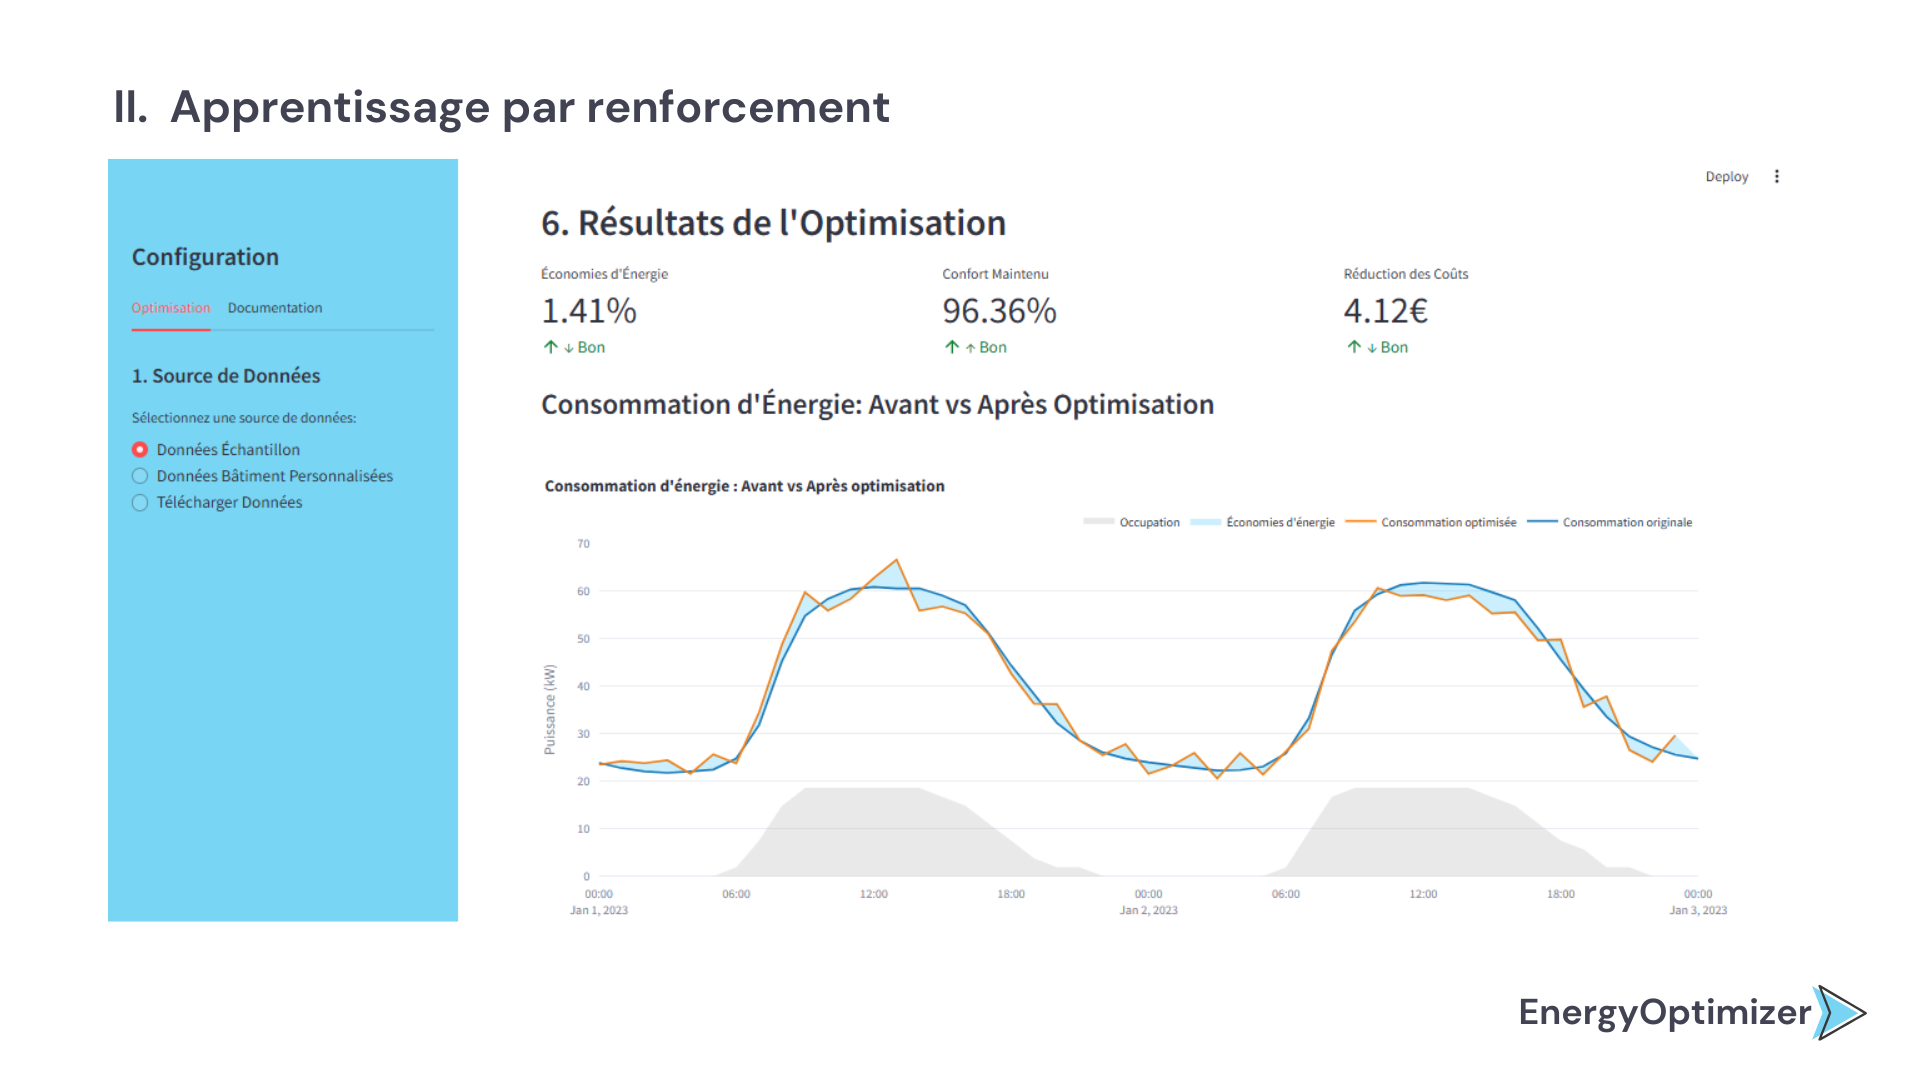 II. Apprentissage par renforcement
Configuration
Optimisation Documentation
1. Source de Données
Sélectionnez une source de données:
Données Échantillon
Données Bâtiment Personnalisées
Télécharger Données
Deploy
6. Résultats de l'Optimisation
Économies d'Énergie
1.41%
↑ ↓ Bon
Confort Maintenu
96.36%
↑ ↑ Bon
Réduction des Coûts
4.12€
↑ ↓ Bon
Consommation d'Énergie: Avant vs Après Optimisation
Consommation d'énergie : Avant vs Après optimisation
Occupation Économies d'énergie Consommation optimisée Consommation originale
Puissance (kW)
70
60
50
40
30
20
10
0
00:00 06:00 12:00 18:00 00:00 06:00 12:00 18:00 00:00
Jan 1, 2023 Jan 2, 2023 Jan 3, 2023
EnergyOptimizer